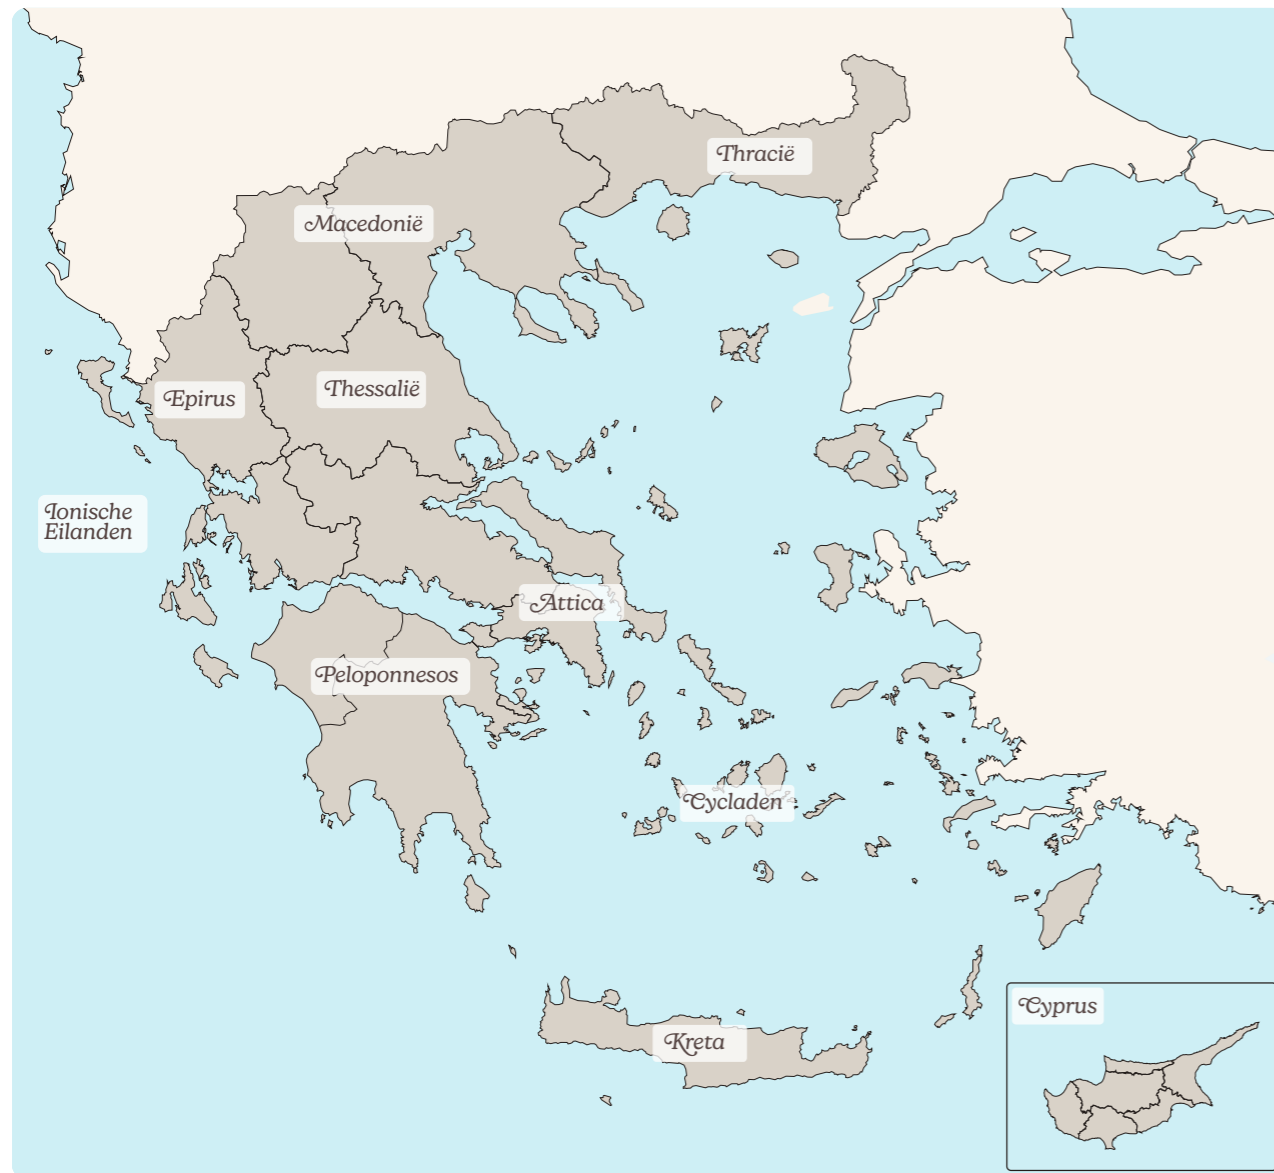 Thracië
Macedonië
Thessalië
Epirus
Ionische
Eilanden
Attica
Peloponnesos
Cycladen
Cyprus
Kreta